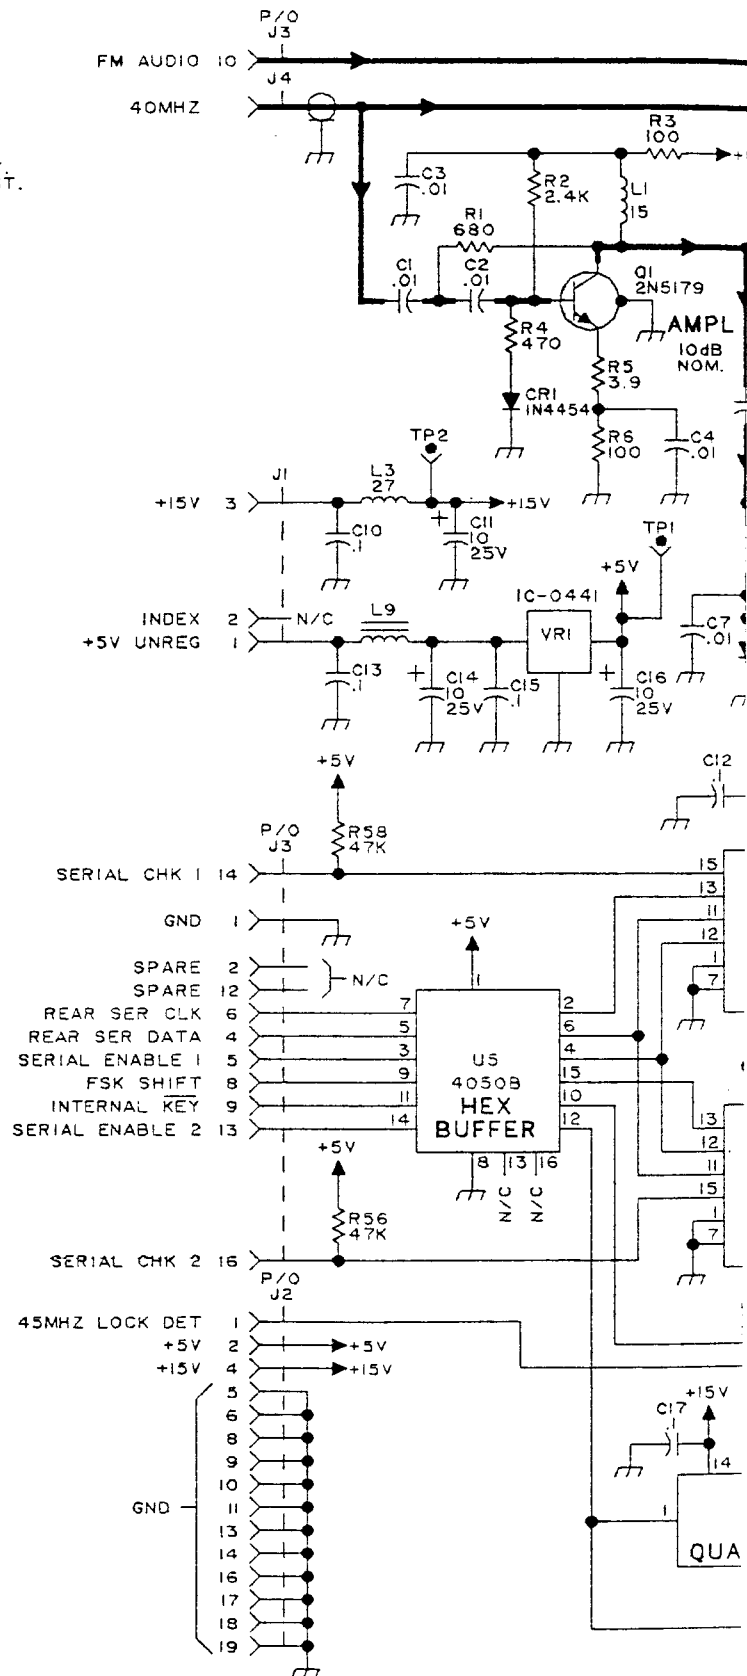 P/O
J3
FM AUDIO 10
J4
40MHZ
T.
R3
100
C3
.01
R2
2.4K
L1
15
R1
680
C1
.01
C2
.01
Q1
2N5179
AMPL
10dB
NOM.
R4
470
R5
3.9
CR1
1N4454
R6
100
C4
.01
TP2
J1
L3
27
+15V 3
+15V
C10
.1
+
C11
10
25V
TP1
+5V
INDEX 2
N/C
L9
IC-0441
VR1
C7
.01
+5V UNREG 1
C13
.1
+
C14
10
25V
C15
.1
+
C16
10
25V
+5V
C12
.1
P/O
J3
R58
47K
SERIAL CHK 1 14
15
13
11
12
1
7
GND 1
+5V
SPARE 2
SPARE 12
N/C
1
REAR SER CLK 6
7
2
REAR SER DATA 4
5
6
SERIAL ENABLE 1 5
3
4
FSK SHIFT 8
9
15
INTERNAL KEY 9
11
10
SERIAL ENABLE 2 13
14
12
U5
4050B
HEX
BUFFER
8 13 16
N/C
N/C
13
12
11
15
1
7
+5V
R56
47K
SERIAL CHK 2 16
P/O
J2
45MHZ LOCK DET 1
+5V 2
+5V
+15V 4
+15V
5
6
8
9
10
GND
11
13
14
16
17
18
19
+15V
C17
.1
14
1
QUA